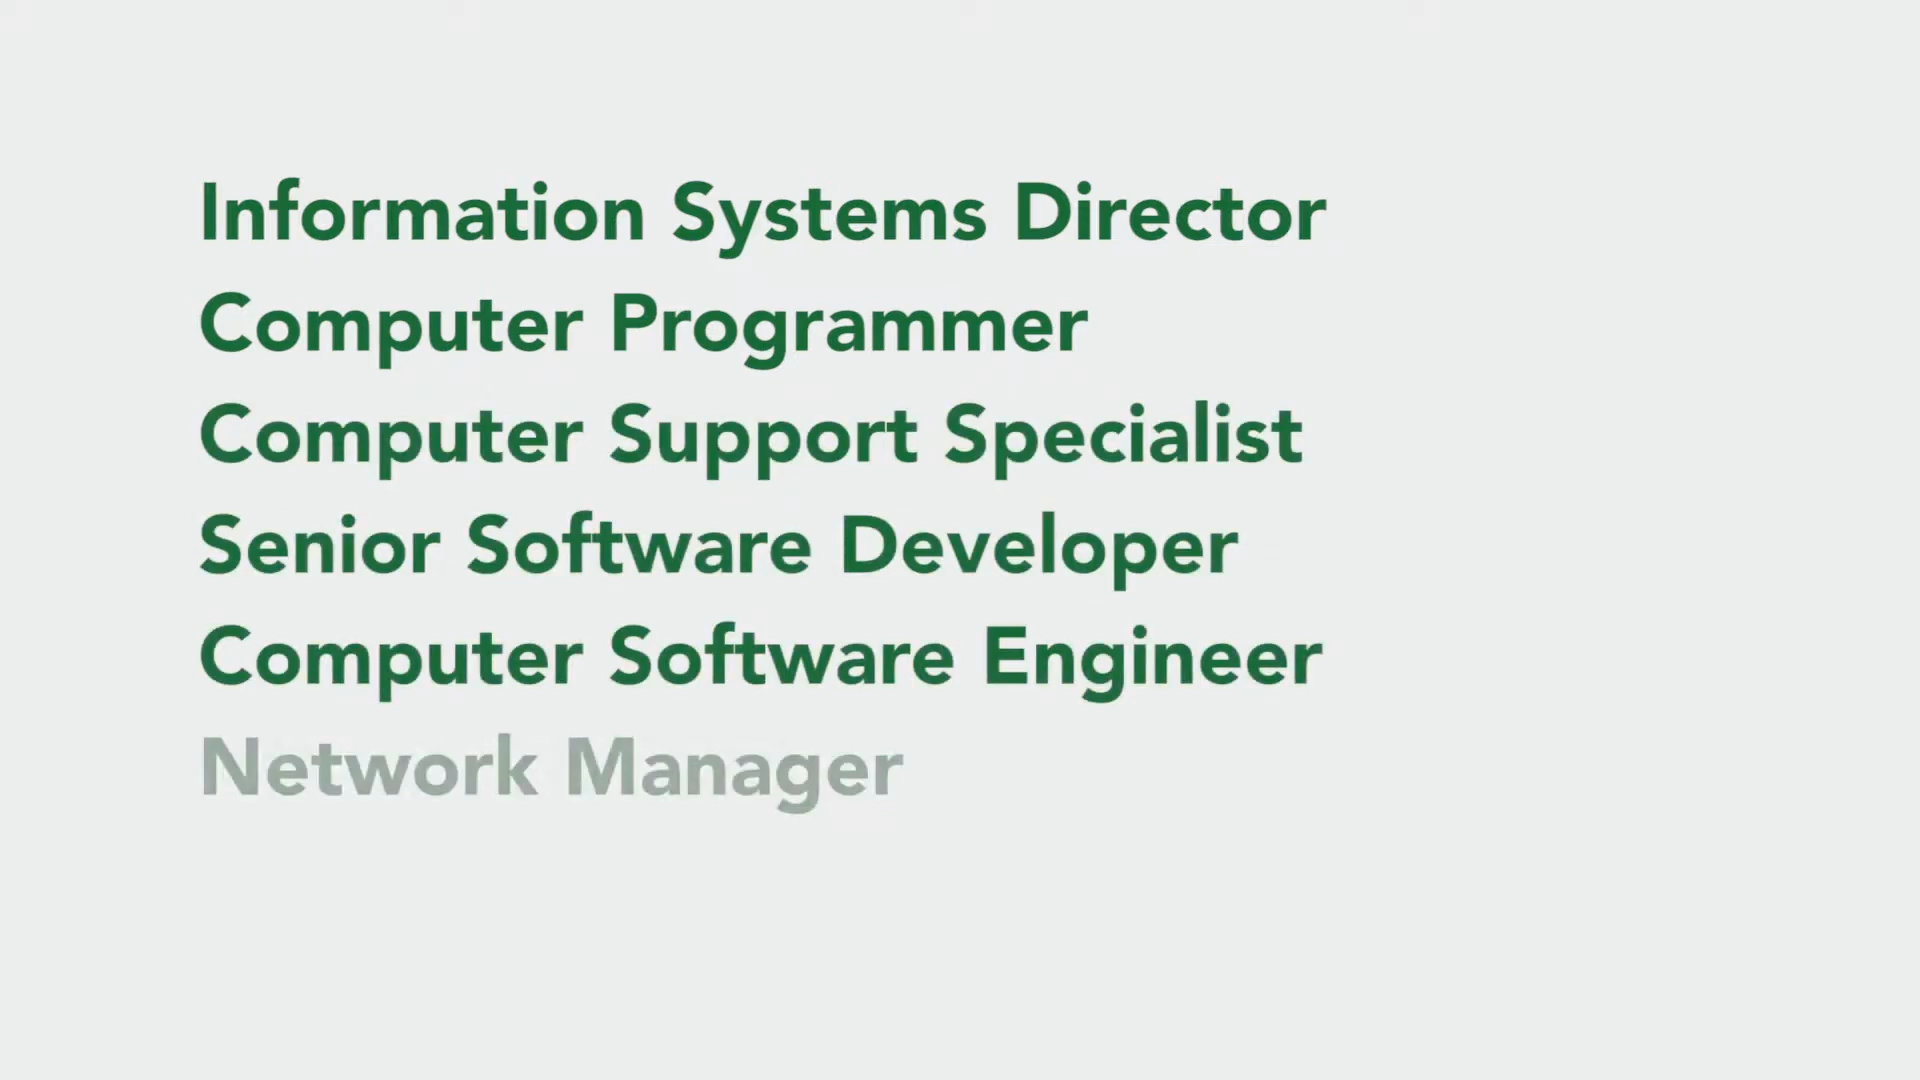 Information Systems Director
Computer Programmer
Computer Support Specialist
Senior Software Developer
Computer Software Engineer
Network Manager